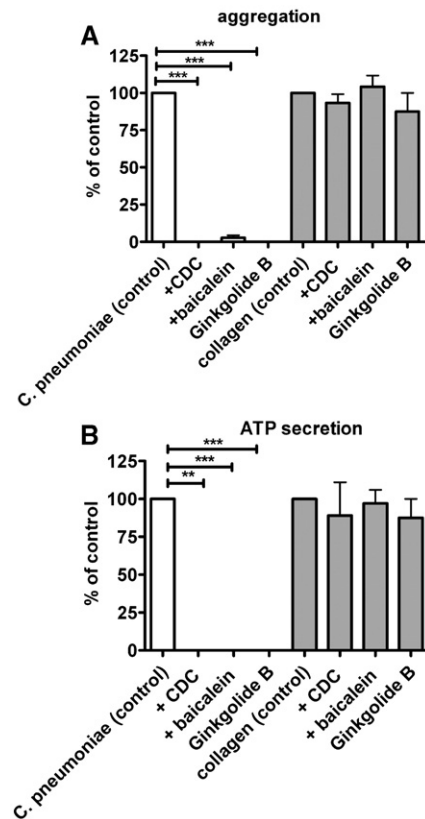 aggregation
A
***
***
***
125
100
75
50
25
0
% of control
C. pneumoniae (control)
+CDC
+baicalein
Ginkgolide B
collagen (control)
+CDC
+baicalein
Ginkgolide B
B
ATP secretion
***
***
**
125
100
75
50
25
0
% of control
C. pneumoniae (control)
+ CDC
+ baicalein
Ginkgolide B
collagen (control)
+ CDC
+ baicalein
Ginkgolide B